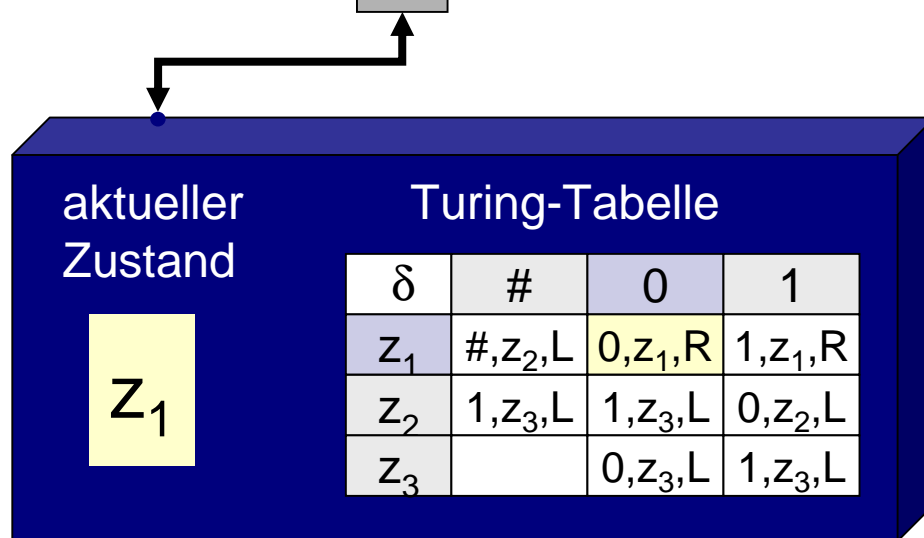 aktueller
Zustand
z₁
Turing-Tabelle
δ # 0 1
z₁ #,z₂,L 0,z₁,R 1,z₁,R
z₂ 1,z₃,L 1,z₃,L 0,z₂,L
z₃ 0,z₃,L 1,z₃,L